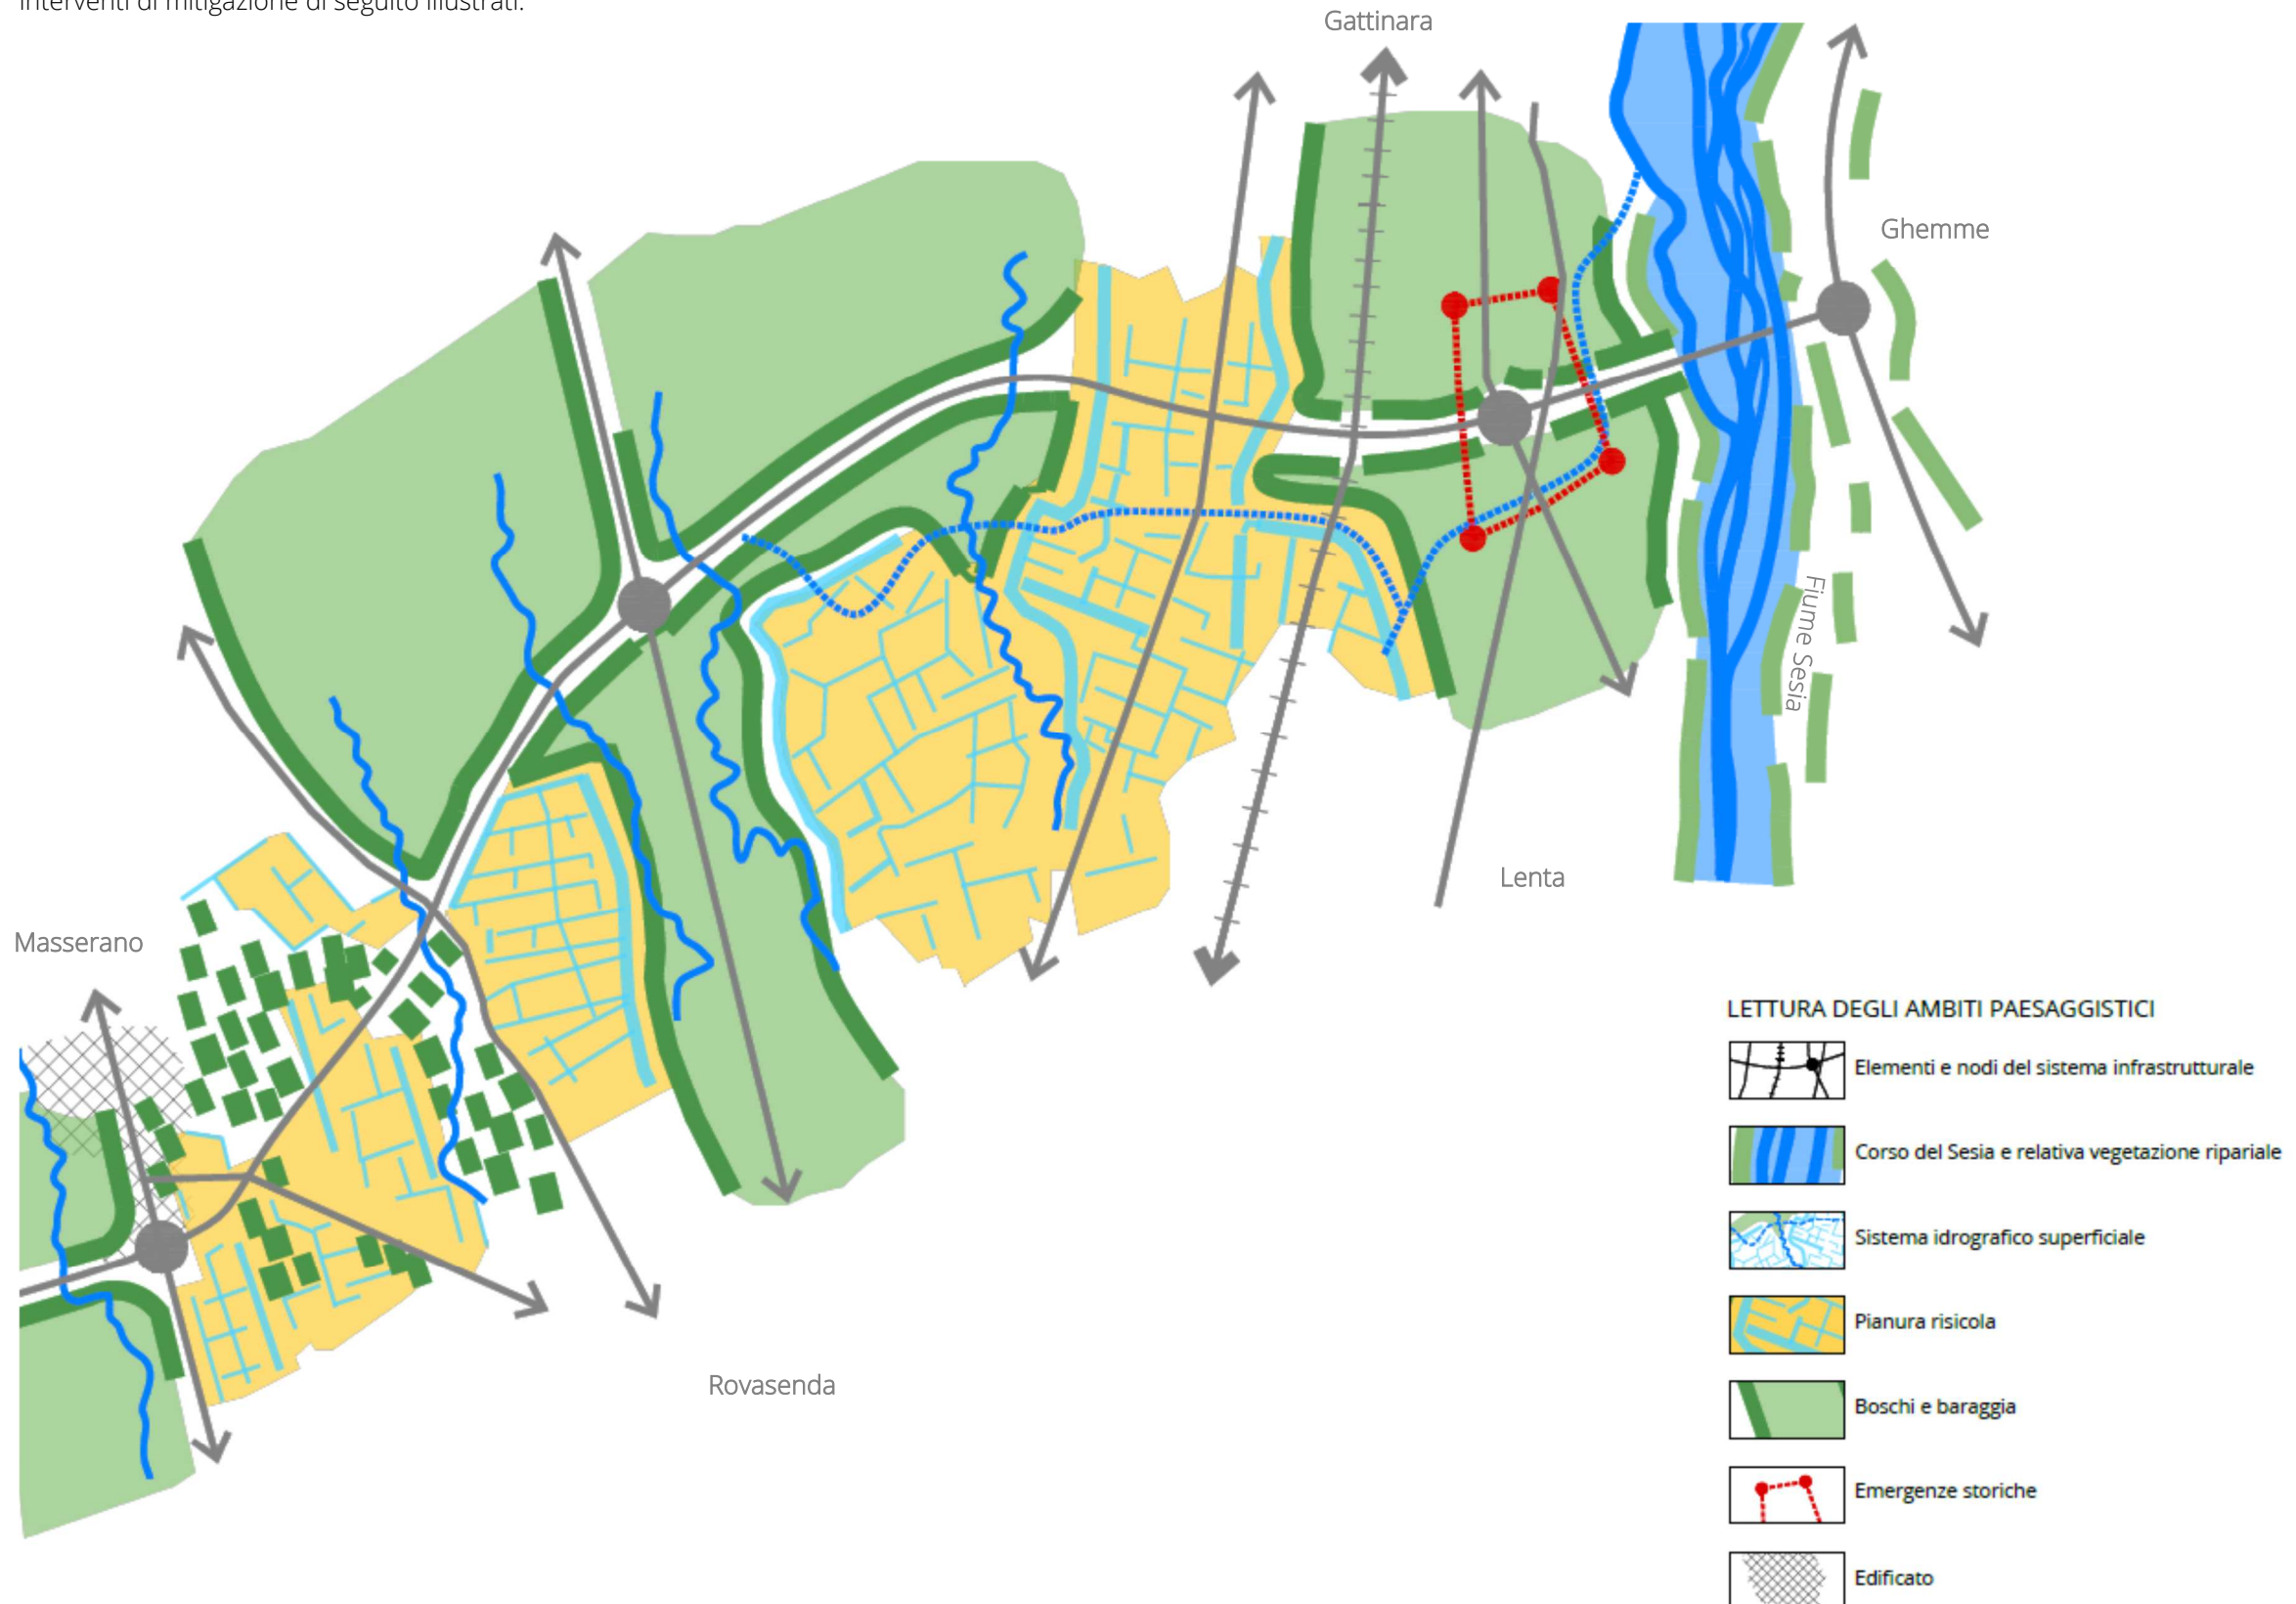 interventi di mitigazione di seguito illustrati.
Gattinara
Ghemme
Fiume Sesia
Lenta
Masserano
Rovasenda
LETTURA DEGLI AMBITI PAESAGGISTICI
Elementi e nodi del sistema infrastrutturale
Corso del Sesia e relativa vegetazione ripariale
Sistema idrografico superficiale
Pianura risicola
Boschi e baraggia
Emergenze storiche
Edificato